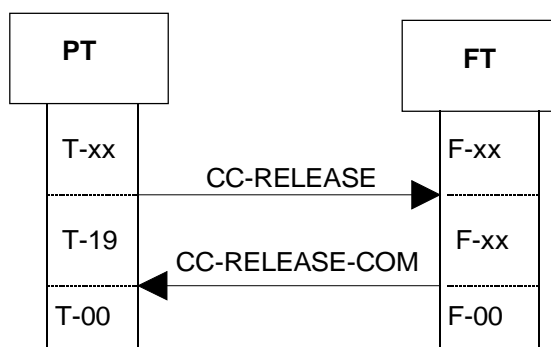 PT
FT
T-xx
F-xx
CC-RELEASE
T-19
F-xx
CC-RELEASE-COM
T-00
F-00